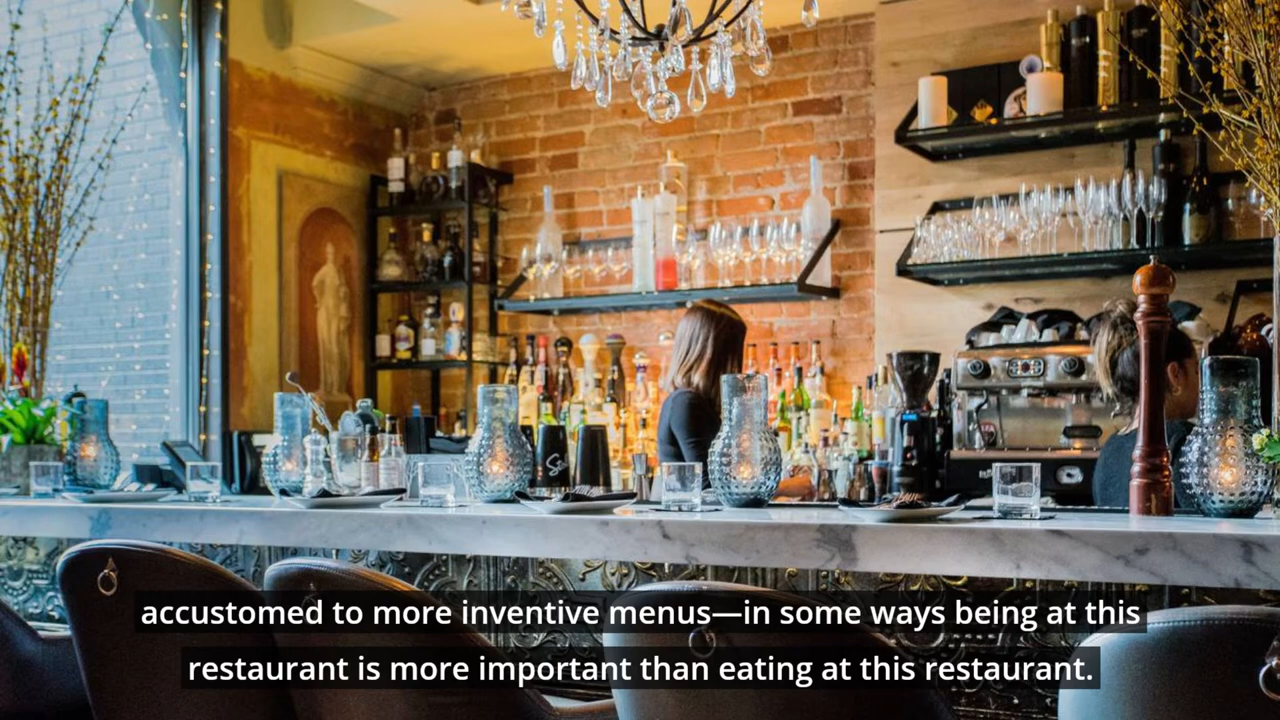 accustomed to more inventive menus—in some ways being at this
restaurant is more important than eating at this restaurant.